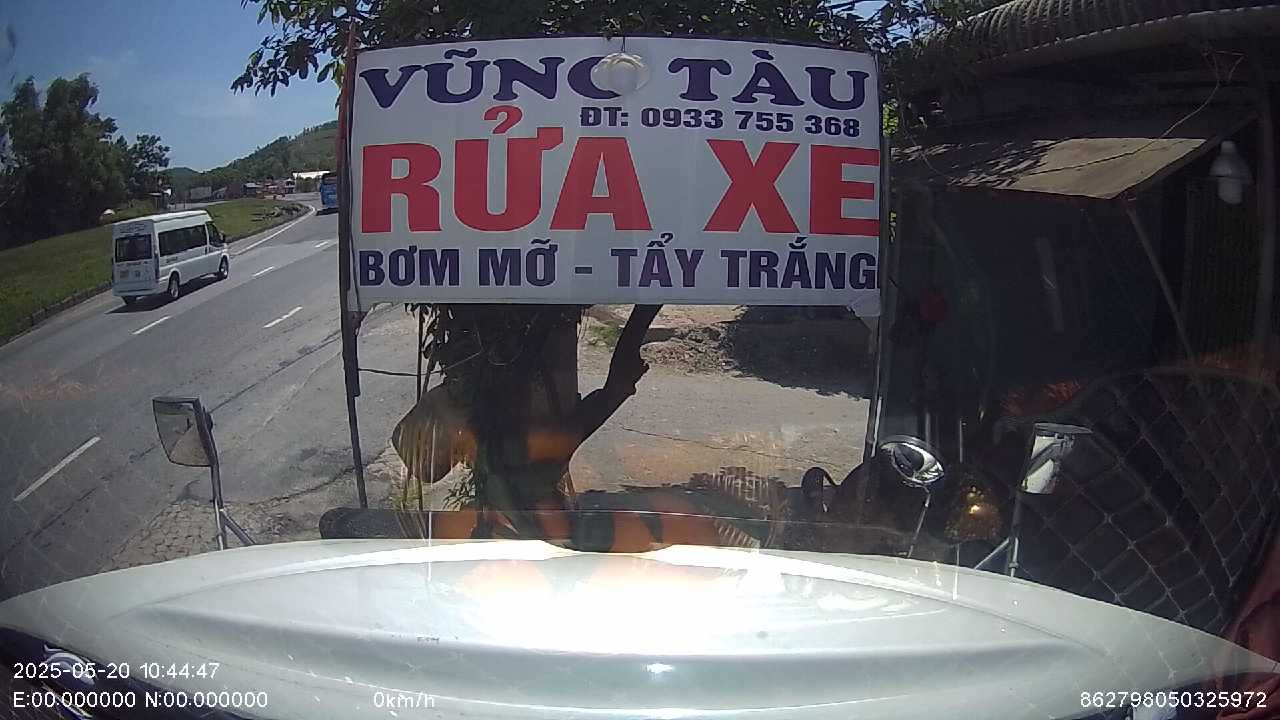 VŨNG TÀU
ĐT: 0933 755 368
RỬA XE
BƠM MỠ - TẨY TRẮNG
2025-05-20 10:44:47
E:00.000000 N:00.000000
0km/h
862798050325972